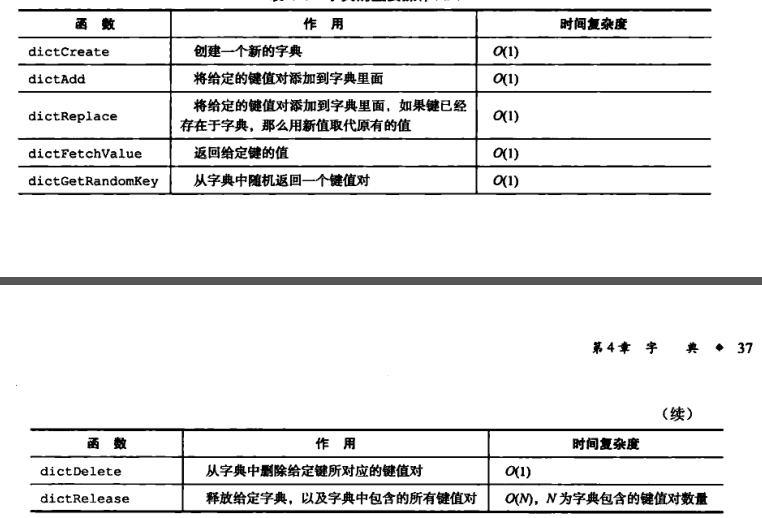 函 数 作 用 时间复杂度
dictCreate 创建一个新的字典 O(1)
dictAdd 将给定的键值对添加到字典里面 O(1)
dictReplace 将给定的键值对添加到字典里面，如果键已经
存在于字典，那么用新值取代原有的值 O(1)
dictFetchValue 返回给定键的值 O(1)
dictGetRandomKey 从字典中随机返回一个键值对 O(1)
第4章 字 典 ◆ 37
（续）
函 数 作 用 时间复杂度
dictDelete 从字典中删除给定键所对应的键值对 O(1)
dictRelease 释放给定字典，以及字典中包含的所有键值对 O(N)，N 为字典包含的键值对数量